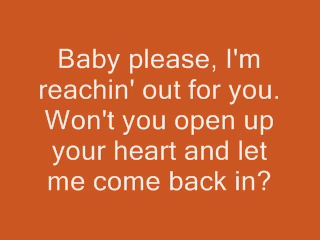 Baby please, I'm
reachin' out for you.
Won't you open up
your heart and let
me come back in?